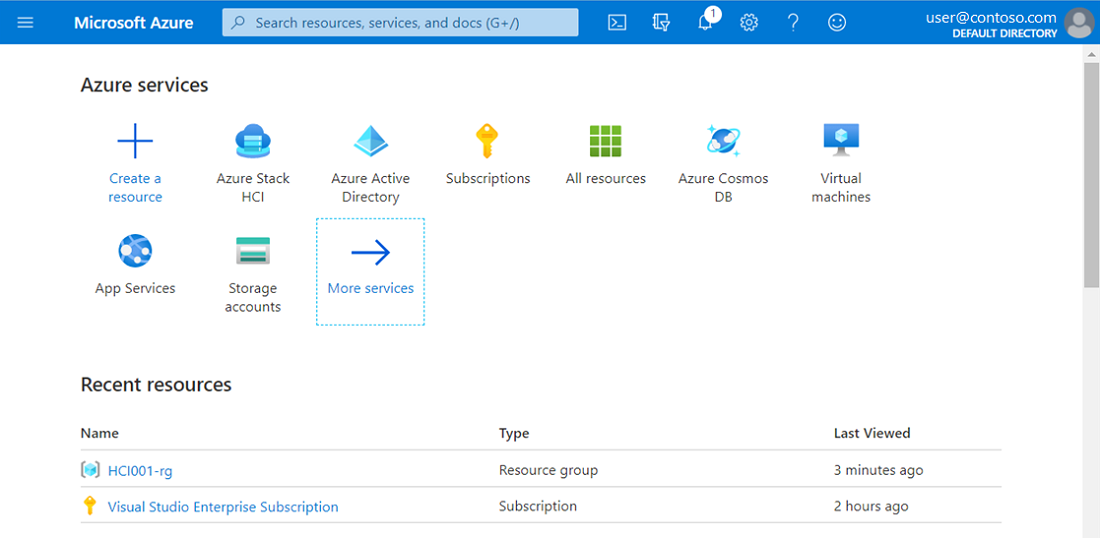 Microsoft Azure
Search resources, services, and docs (G+/)
1
user@contoso.com
DEFAULT DIRECTORY
Azure services
Create a
resource
Azure Stack
HCI
Azure Active
Directory
Subscriptions
All resources
Azure Cosmos
DB
Virtual
machines
App Services
Storage
accounts
More services
Recent resources
Name Type Last Viewed
HCI001-rg Resource group 3 minutes ago
Visual Studio Enterprise Subscription Subscription 2 hours ago